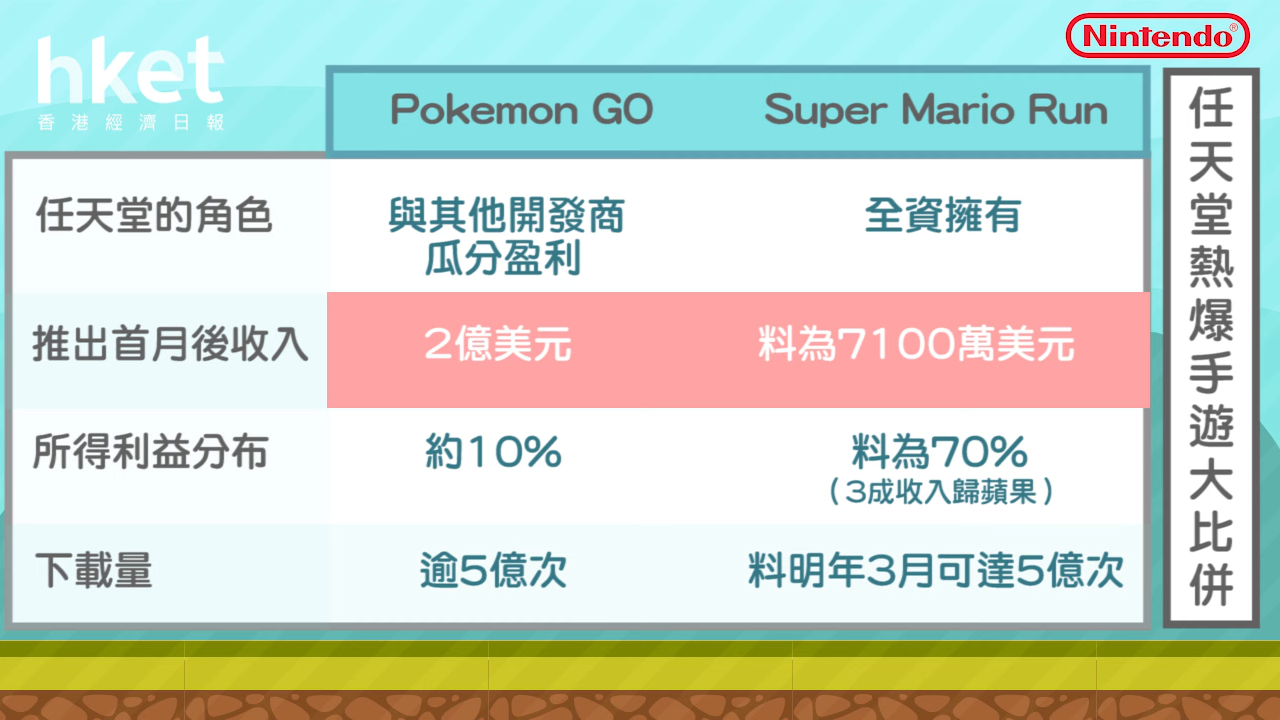 hket
香港經濟日報
Nintendo®
Pokemon GO
Super Mario Run
任天堂的角色
與其他開發商
瓜分盈利
全資擁有
推出首月後收入
2億美元
料為7100萬美元
所得利益分布
約10%
料為70%
(3成收入歸蘋果)
下載量
逾5億次
料明年3月可達5億次
任天堂熱爆手遊大比併